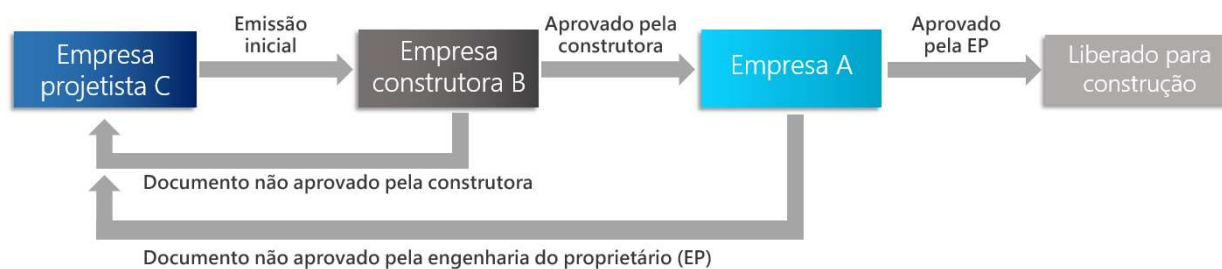 Empresa
projetista C
Emissão
inicial
Empresa
construtora B
Aprovado pela
construtora
Empresa A
Aprovado
pela EP
Liberado para
construção
Documento não aprovado pela construtora
Documento não aprovado pela engenharia do proprietário (EP)